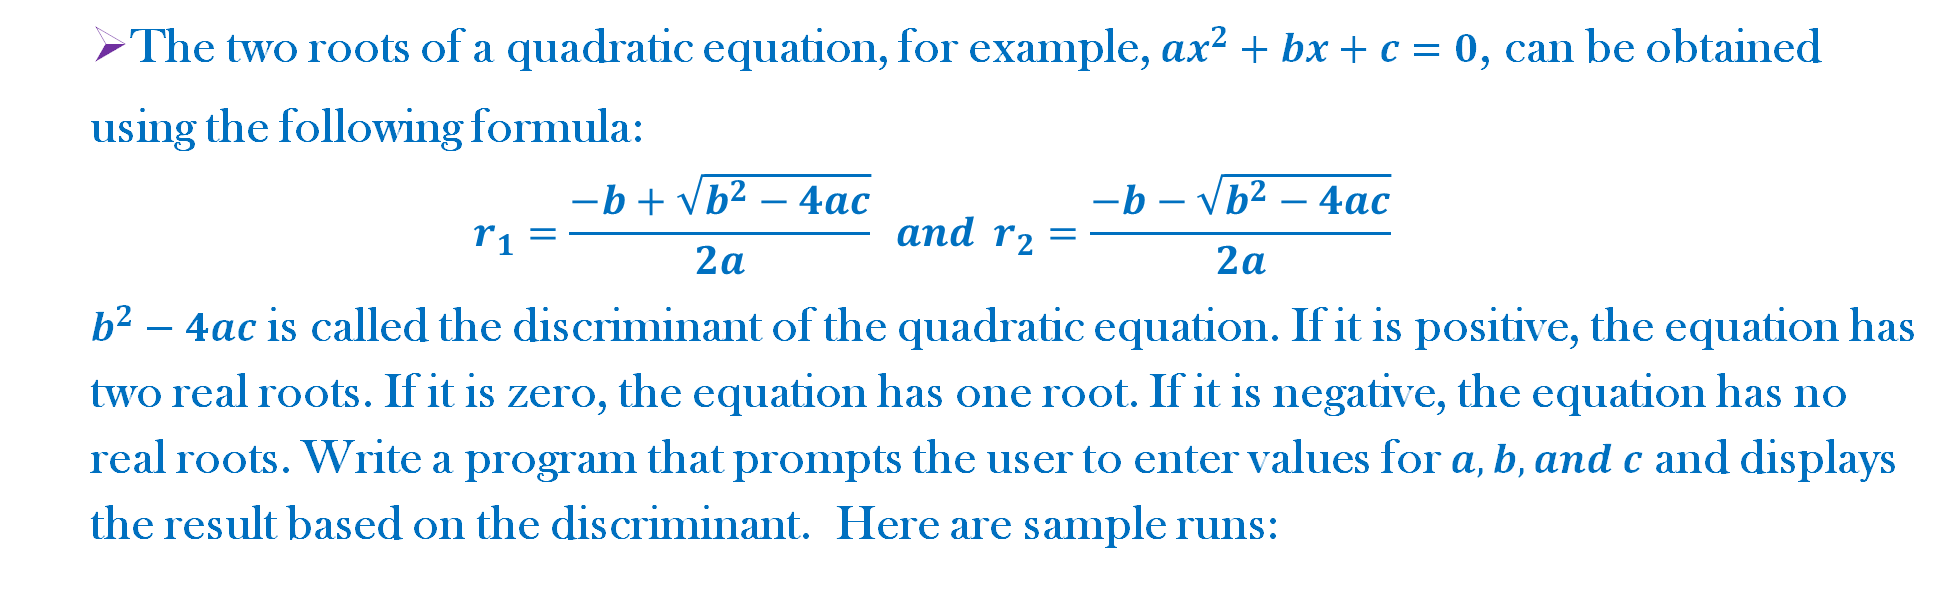 ➢The two roots of a quadratic equation, for example, ax² + bx + c = 0, can be obtained
using the following formula:
r₁ = (−b + √(b² − 4ac)) / 2a and r₂ = (−b − √(b² − 4ac)) / 2a
b² − 4ac is called the discriminant of the quadratic equation. If it is positive, the equation has
two real roots. If it is zero, the equation has one root. If it is negative, the equation has no
real roots. Write a program that prompts the user to enter values for a, b, and c and displays
the result based on the discriminant. Here are sample runs: